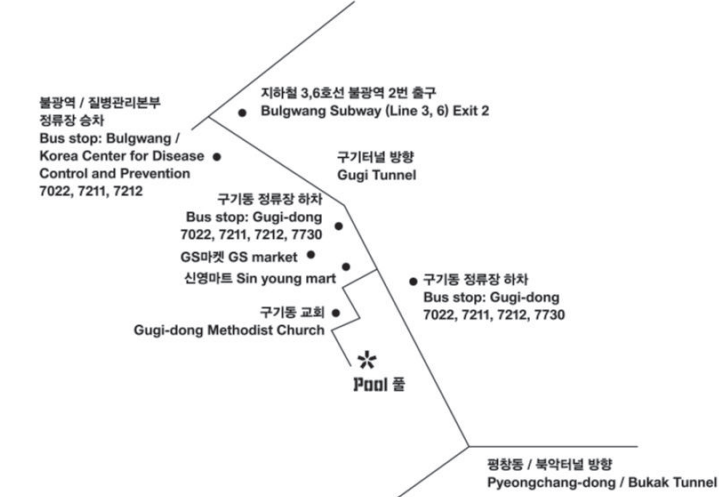 지하철 3,6호선 불광역 2번 출구
Bulgwang Subway (Line 3, 6) Exit 2
불광역 / 질병관리본부
정류장 승차
Bus stop: Bulgwang /
Korea Center for Disease
Control and Prevention
7022, 7211, 7212
구기터널 방향
Gugi Tunnel
구기동 정류장 하차
Bus stop: Gugi-dong
7022, 7211, 7212, 7730
GS마켓 GS market
신영마트 Sin young mart
구기동 정류장 하차
Bus stop: Gugi-dong
7022, 7211, 7212, 7730
구기동 교회
Gugi-dong Methodist Church
Pool 풀
평창동 / 북악터널 방향
Pyeongchang-dong / Bukak Tunnel